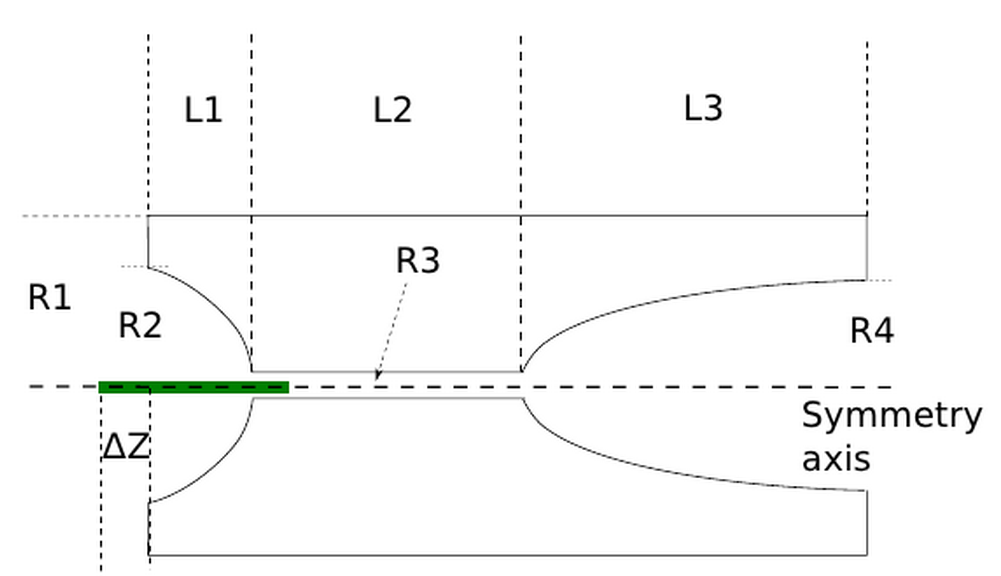 L1
L2
L3
R3
R1
R2
R4
ΔZ
Symmetry
axis